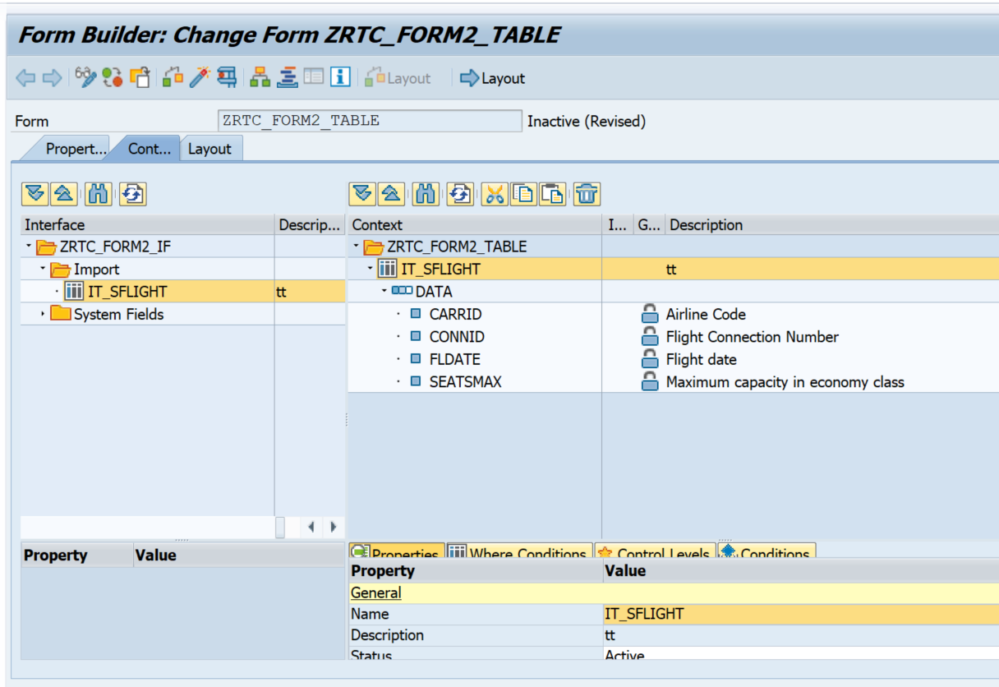 Form Builder: Change Form ZRTC_FORM2_TABLE
Layout Layout
Form ZRTC_FORM2_TABLE Inactive (Revised)
Propert... Cont... Layout
Interface Descrip... Context I... G... Description
ZRTC_FORM2_IF ZRTC_FORM2_TABLE
Import IT_SFLIGHT tt
IT_SFLIGHT tt DATA
System Fields CARRID Airline Code
CONNID Flight Connection Number
FLDATE Flight date
SEATSMAX Maximum capacity in economy class
Property Value Properties Where Conditions Control Levels Conditions
Property Value
General
Name IT_SFLIGHT
Description tt
Status Active